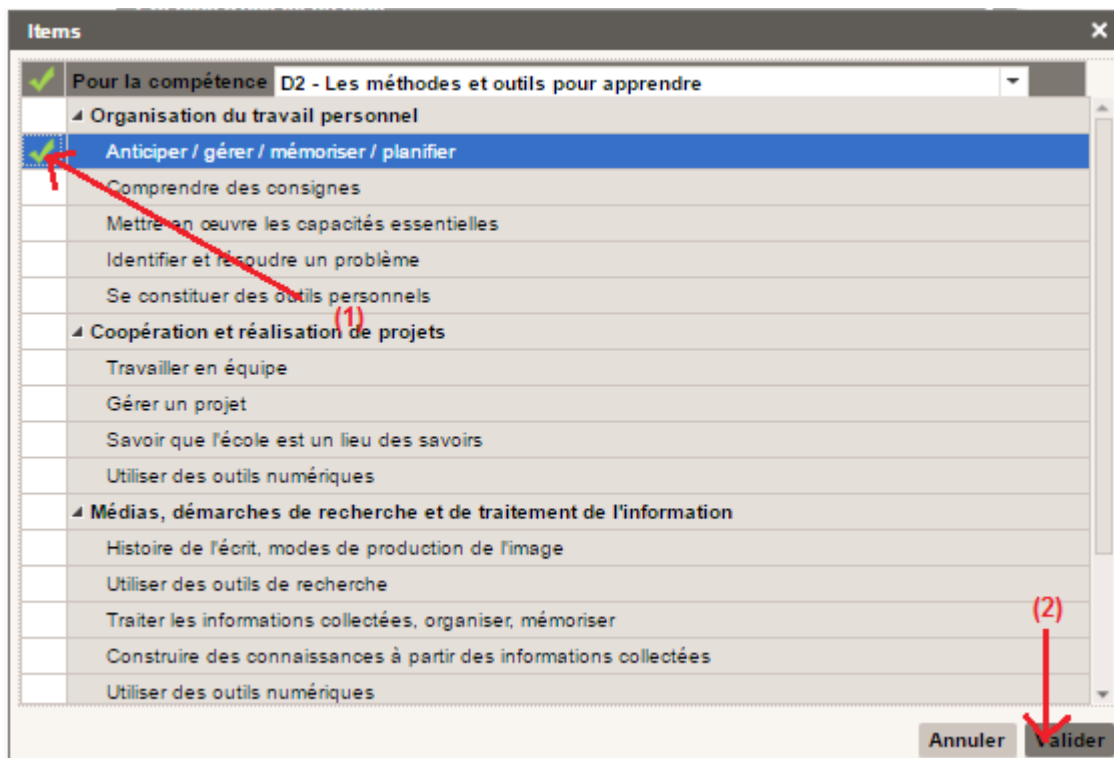 Items
Pour la compétence D2 - Les méthodes et outils pour apprendre
Organisation du travail personnel
Anticiper / gérer / mémoriser / planifier
Comprendre des consignes
Mettre en œuvre les capacités essentielles
Identifier et résoudre un problème
Se constituer des outils personnels
(1)
Coopération et réalisation de projets
Travailler en équipe
Gérer un projet
Savoir que l'école est un lieu des savoirs
Utiliser des outils numériques
Médias, démarches de recherche et de traitement de l'information
Histoire de l'écrit, modes de production de l'image
Utiliser des outils de recherche
Traiter les informations collectées, organiser, mémoriser
(2)
Construire des connaissances à partir des informations collectées
Utiliser des outils numériques
Annuler Valider